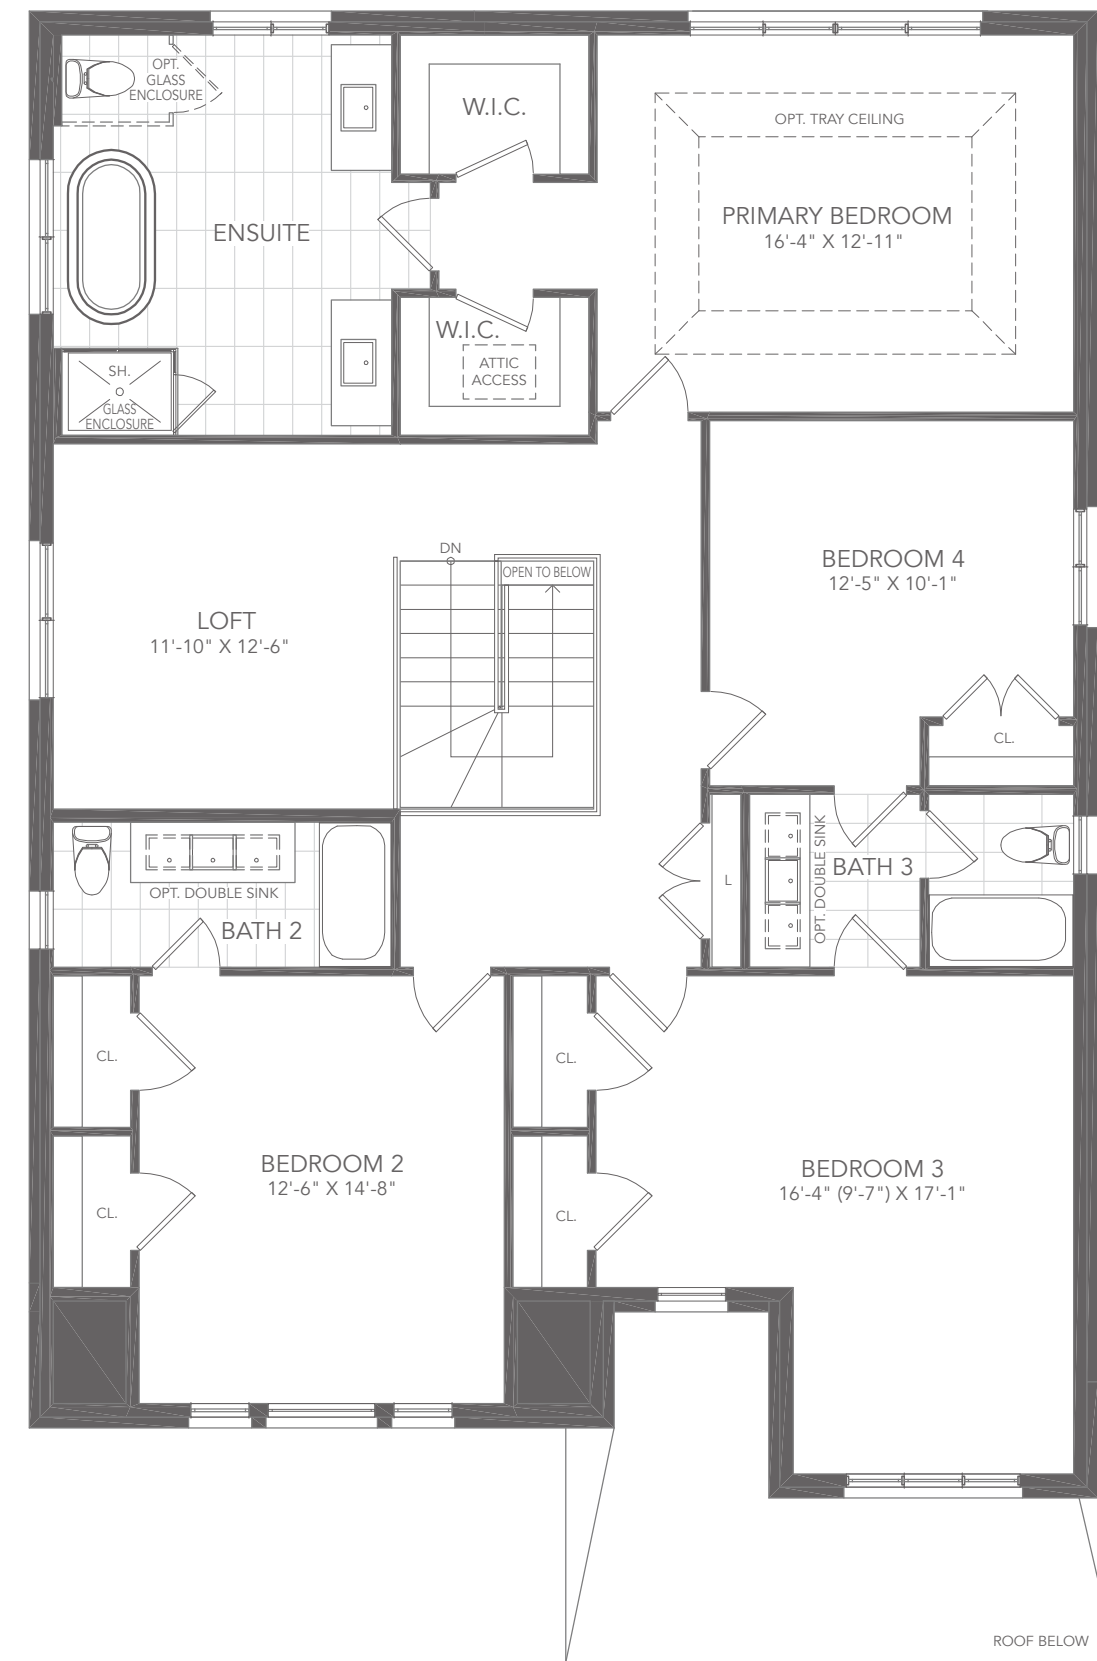 OPT.
GLASS
ENCLOSURE
W.I.C.
OPT. TRAY CEILING
PRIMARY BEDROOM
16'-4" X 12'-11"
ENSUITE
W.I.C.
ATTIC
ACCESS
SH.
GLASS
ENCLOSURE
DN
OPEN TO BELOW
BEDROOM 4
12'-5" X 10'-1"
LOFT
11'-10" X 12'-6"
CL.
OPT. DOUBLE SINK
BATH 3
L
OPT. DOUBLE SINK
BATH 2
CL.
CL.
BEDROOM 2
12'-6" X 14'-8"
BEDROOM 3
16'-4" (9'-7") X 17'-1"
CL.
CL.
ROOF BELOW